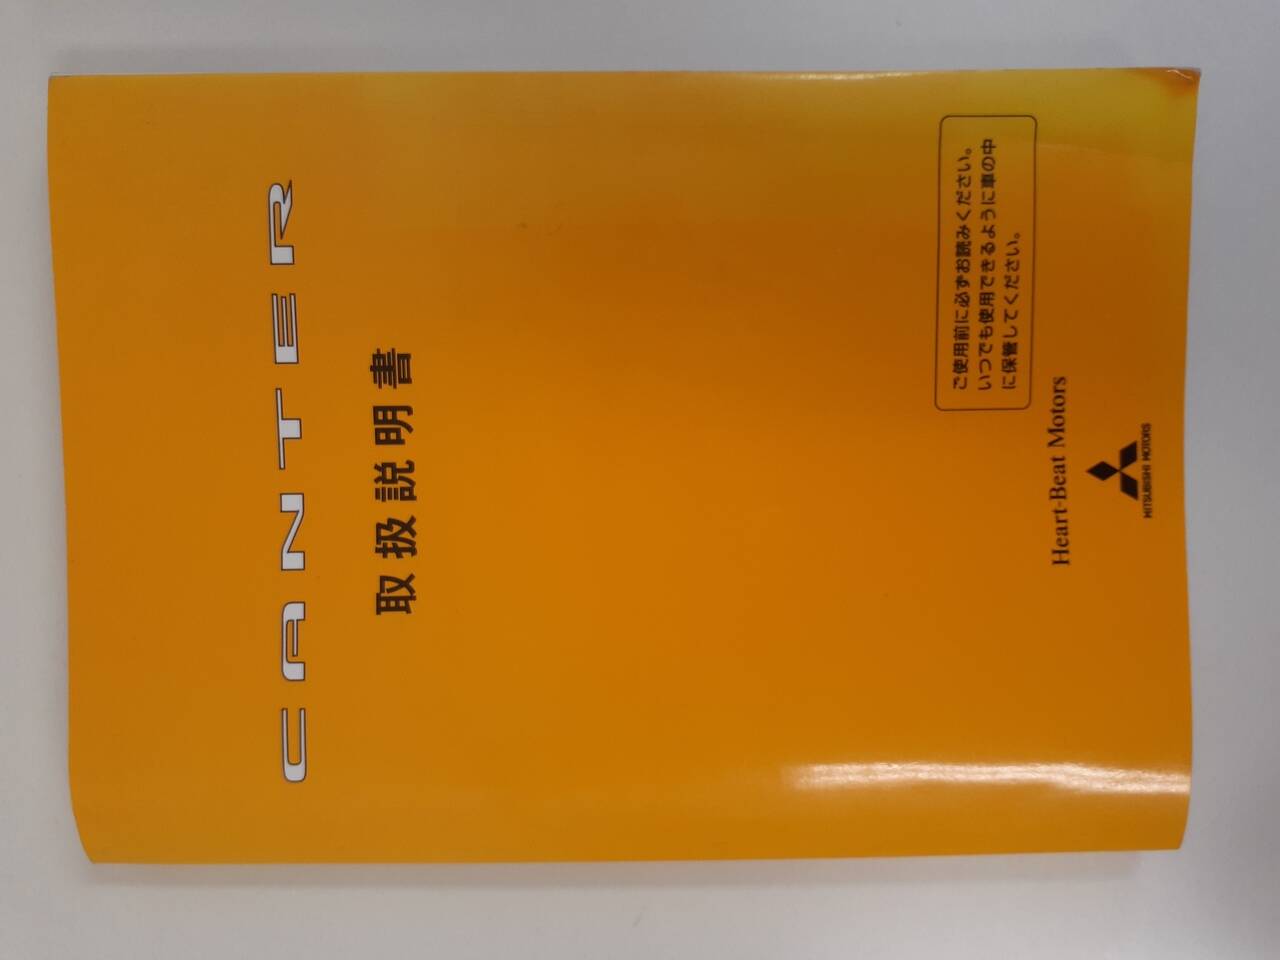 CANTER
取扱説明書
ご使用前に必ずお読みください。
いつでも使用できるように車の中
に保管してください。
Heart-Beat Motors
MITSUBISHI MOTORS